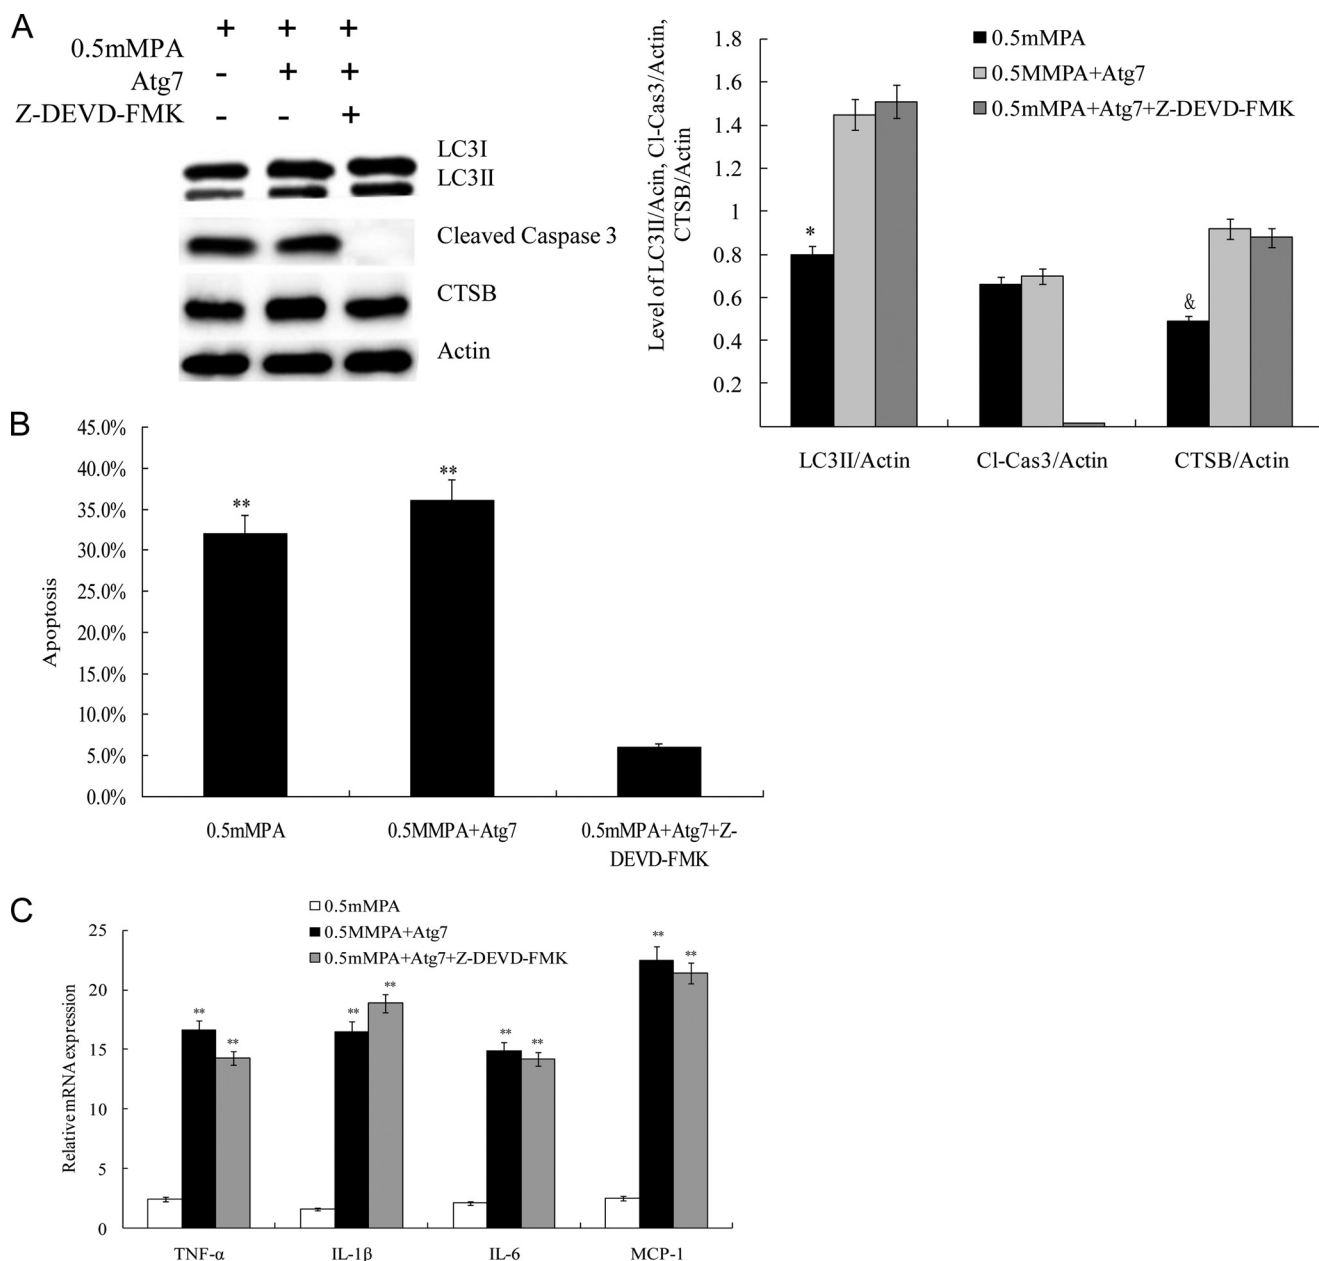 A
+ + +
0.5mMPA
Atg7 - + +
Z-DEVD-FMK - - +
LC3I
LC3II
Cleaved Caspase 3
CTSB
Actin
Level of LC3II/Acin, Cl-Cas3/Actin,
CTSB/Actin
1.8
1.6
1.4
1.2
1
0.8
0.6
0.4
0.2
0.5mMPA
0.5MMPA+Atg7
0.5mMPA+Atg7+Z-DEVD-FMK
*
&
LC3II/Actin Cl-Cas3/Actin CTSB/Actin
B
Apoptosis
45.0%
40.0%
35.0%
30.0%
25.0%
20.0%
15.0%
10.0%
5.0%
0.0%
** **
0.5mMPA 0.5MMPA+Atg7 0.5mMPA+Atg7+Z-
DEVD-FMK
C
0.5mMPA
0.5MMPA+Atg7
0.5mMPA+Atg7+Z-DEVD-FMK
Relative mRNA expression
25
20
15
10
5
0
** ** ** ** ** ** ** **
TNF-α IL-1β IL-6 MCP-1